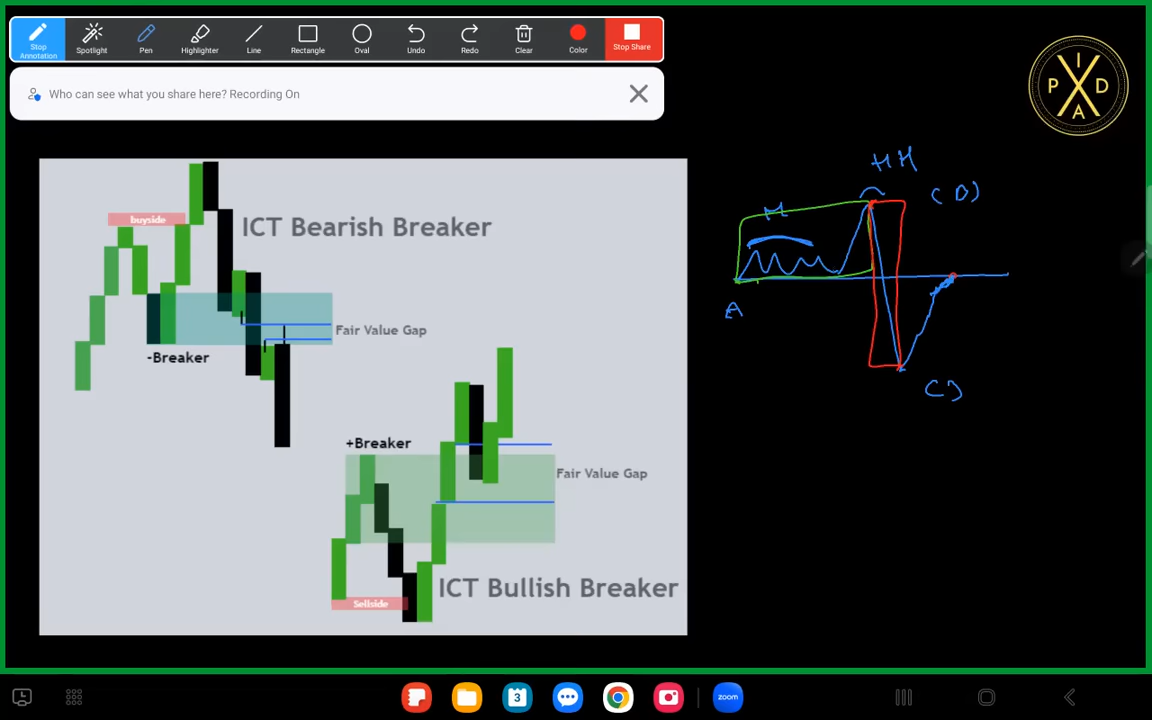 Stop Annotation
Spotlight
Pen
Highlighter
Line
Rectangle
Oval
Undo
Redo
Clear
Color
Stop Share
Who can see what you share here? Recording On
I
P D
A
buyside
ICT Bearish Breaker
Fair Value Gap
-Breaker
+Breaker
Fair Value Gap
ICT Bullish Breaker
Sellside
HH
(D)
M
A
3
zoom